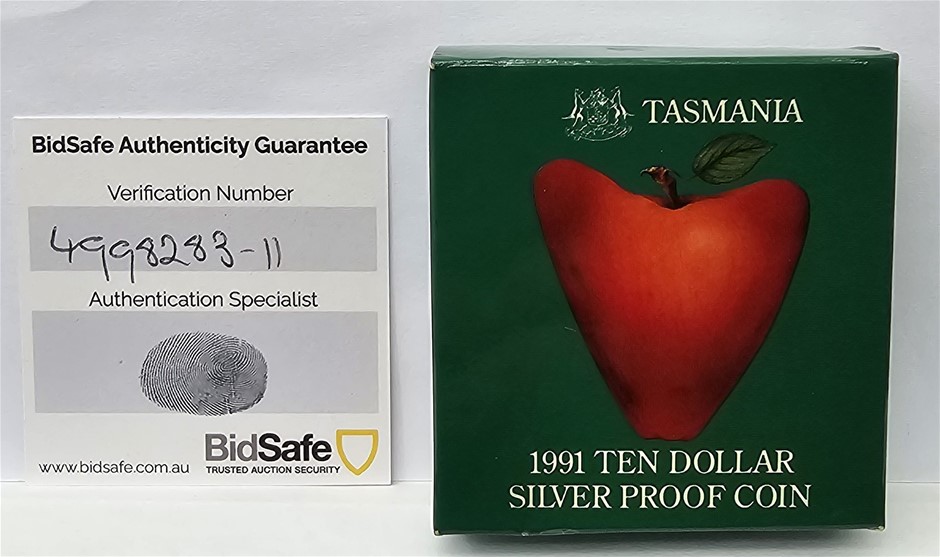 BidSafe Authenticity Guarantee
Verification Number
4998283-11
Authentication Specialist
BidSafe
TRUSTED AUCTION SECURITY
www.bidsafe.com.au
TASMANIA
1991 TEN DOLLAR
SILVER PROOF COIN